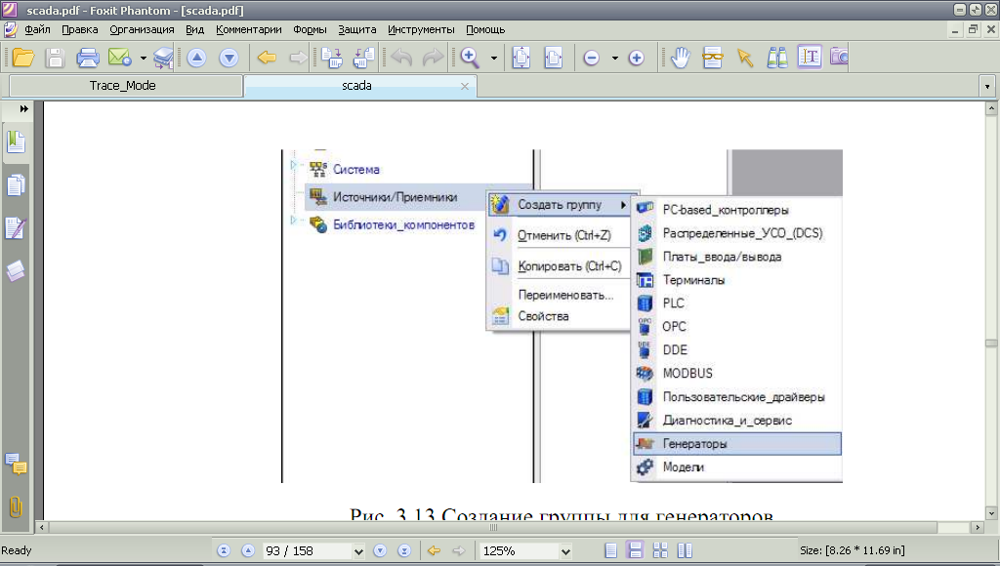 scada.pdf - Foxit Phantom - [scada.pdf]
Файл Правка Организация Вид Комментарии Формы Защита Инструменты Помощь
Trace_Mode scada
Система
Источники/Приемники
Библиотеки_компонентов
Создать группу
Отменить (Ctrl+Z)
Копировать (Ctrl+C)
Переименовать...
Свойства
PC-based_контроллеры
Распределенные_УСО_(DCS)
Платы_ввода/вывода
Терминалы
PLC
OPC
DDE
MODBUS
Пользовательские_драйверы
Диагностика_и_сервис
Генераторы
Модели
Рис. 3.13 Создание группы для генераторов
Ready 93 / 158 125% Size: [8.26 * 11.69 in]